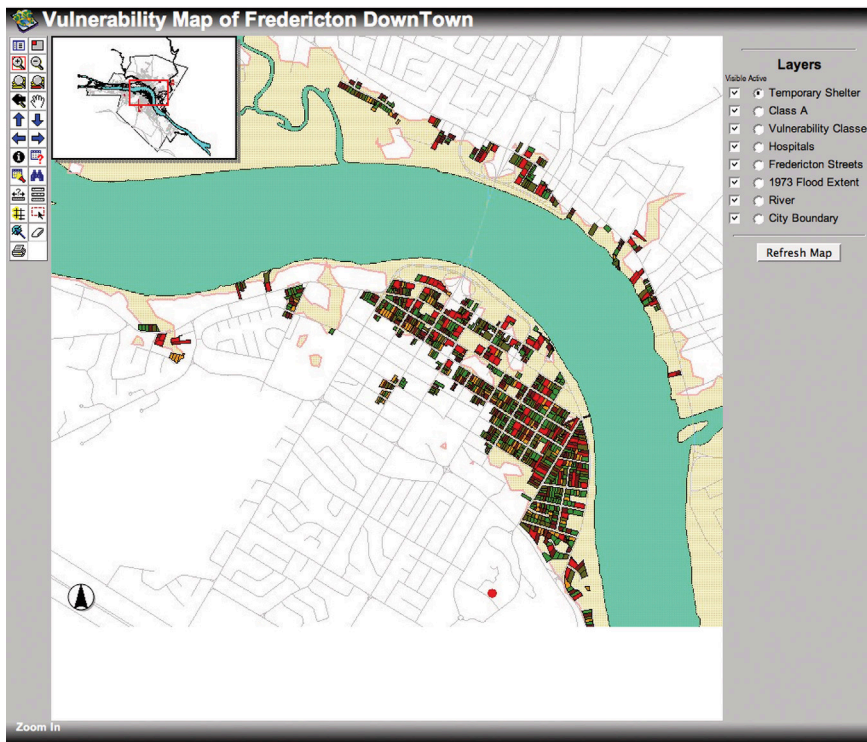 Vulnerability Map of Fredericton DownTown
Layers
Visible Active
Temporary Shelter
Class A
Vulnerability Classe
Hospitals
Fredericton Streets
1973 Flood Extent
River
City Boundary
Refresh Map
Zoom In